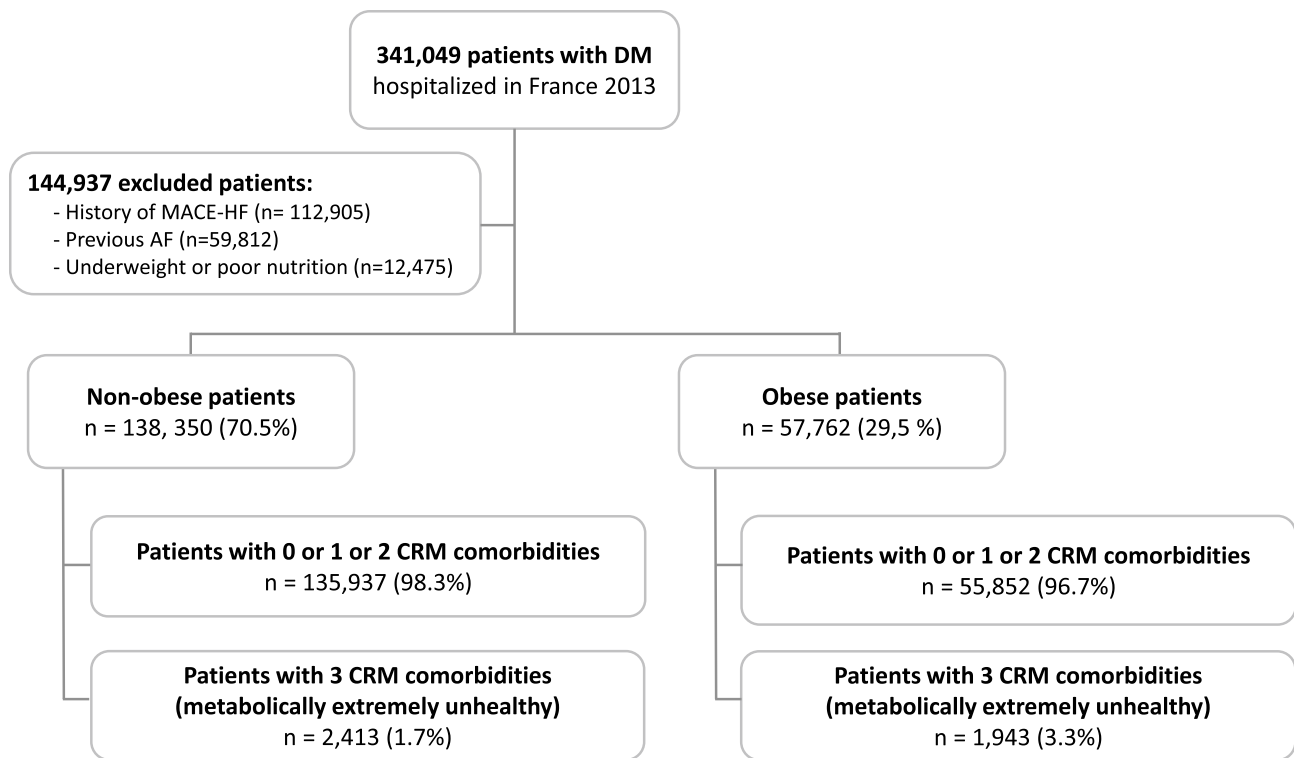 341,049 patients with DM
hospitalized in France 2013
144,937 excluded patients:
- History of MACE-HF (n= 112,905)
- Previous AF (n=59,812)
- Underweight or poor nutrition (n=12,475)
Non-obese patients
n = 138, 350 (70.5%)
Obese patients
n = 57,762 (29,5 %)
Patients with 0 or 1 or 2 CRM comorbidities
n = 135,937 (98.3%)
Patients with 0 or 1 or 2 CRM comorbidities
n = 55,852 (96.7%)
Patients with 3 CRM comorbidities
(metabolically extremely unhealthy)
n = 2,413 (1.7%)
Patients with 3 CRM comorbidities
(metabolically extremely unhealthy)
n = 1,943 (3.3%)